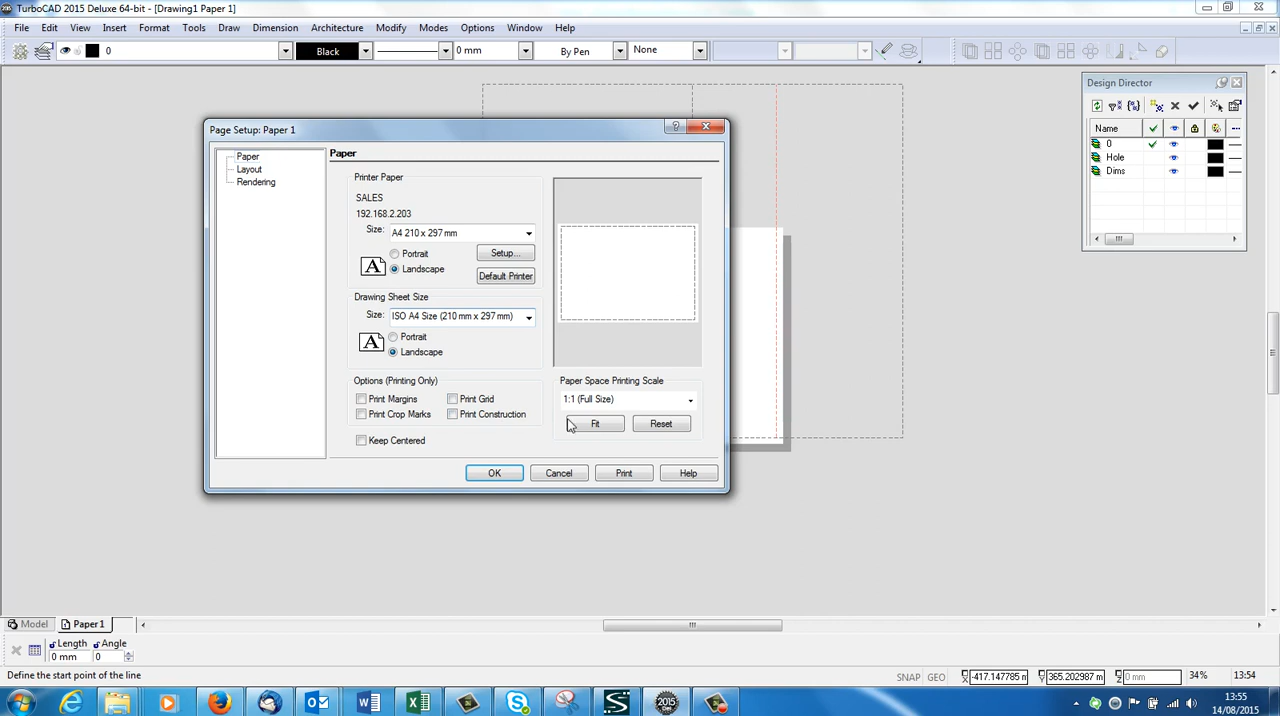 TurboCAD 2015 Deluxe 64-bit - [Drawing1 Paper 1]
File Edit View Insert Format Tools Draw Dimension Architecture Modify Modes Options Window Help
0 Black 0 mm By Pen None
Design Director
Name
0
Hole
Dims
Page Setup: Paper 1
Paper
Layout
Rendering
Paper
Printer Paper
SALES
192.168.2.203
Size: A4 210 x 297 mm
Portrait
Landscape
A
Setup...
Default Printer
Drawing Sheet Size
Size: ISO A4 Size (210 mm x 297 mm)
Portrait
Landscape
A
Options (Printing Only)
Print Margins Print Grid
Print Crop Marks Print Construction
Keep Centered
Paper Space Printing Scale
1:1 (Full Size)
Fit Reset
OK Cancel Print Help
Model Paper1
Length Angle
0 mm 0
Define the start point of the line
SNAP GEO -417.147785 365.202987 0 mm 34% 13:54
13:55
14/08/2015